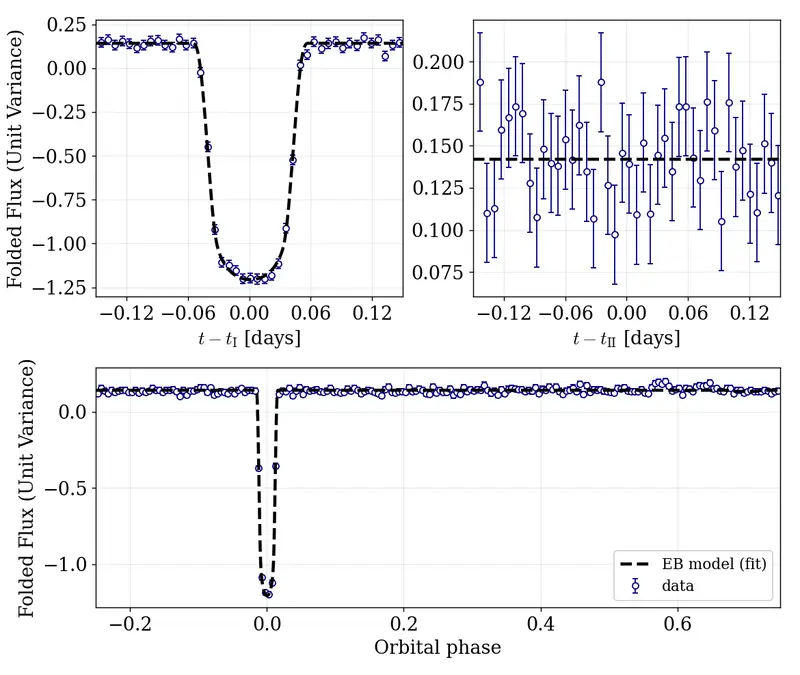 Folded Flux (Unit Variance)
0.25
0.00
−0.25
−0.50
−0.75
−1.00
−1.25
−0.12 −0.06 0.00 0.06 0.12
t − tI [days]
0.200
0.175
0.150
0.125
0.100
0.075
−0.12 −0.06 0.00 0.06 0.12
t − tII [days]
Folded Flux (Unit Variance)
0.0
−0.5
−1.0
EB model (fit)
data
−0.2 0.0 0.2 0.4 0.6
Orbital phase